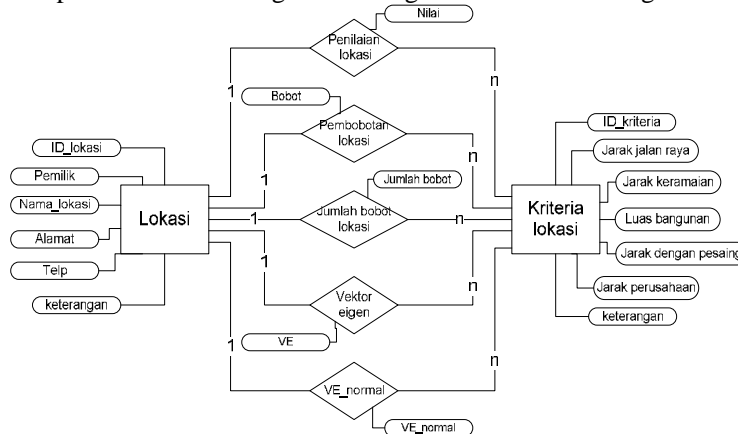 Nilai
Penilaian
lokasi
1
n
Bobot
Pembobotan
lokasi
1
n
ID_lokasi
Pemilik
Nama_lokasi
Alamat
Telp
keterangan
Lokasi
Jumlah bobot
1
Jumlah bobot
lokasi
n
ID_kriteria
Jarak jalan raya
Jarak keramaian
Luas bangunan
Jarak dengan pesaing
Jarak perusahaan
keterangan
Kriteria
lokasi
1
Vektor
eigen
n
VE
1
VE_normal
n
VE_normal